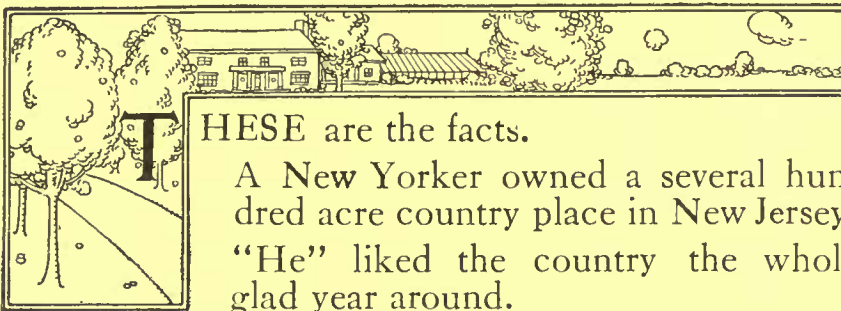 THESE are the facts.
A New Yorker owned a several hun
dred acre country place in New Jersey
"He" liked the country the whol
glad year around.